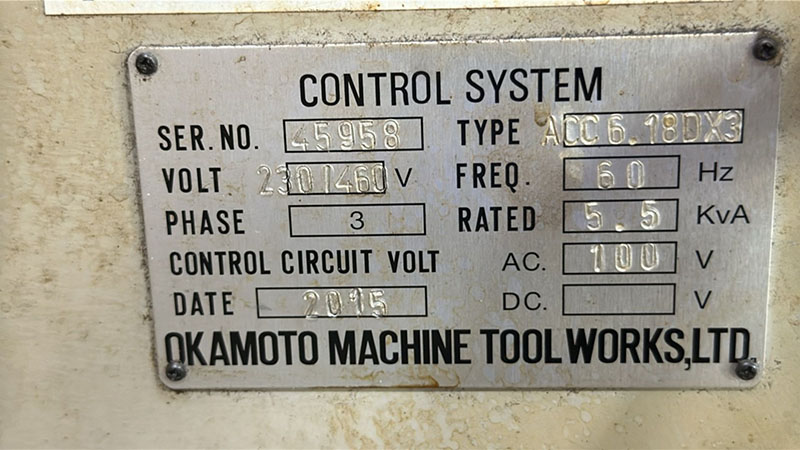 CONTROL SYSTEM
SER. NO. 45958 TYPE ACC 6.18DX3
VOLT 230/460 V FREQ. 60 Hz
PHASE 3 RATED 5.5 KvA
CONTROL CIRCUIT VOLT AC. 100 V
DATE 2015 DC. V
OKAMOTO MACHINE TOOL WORKS,LTD.